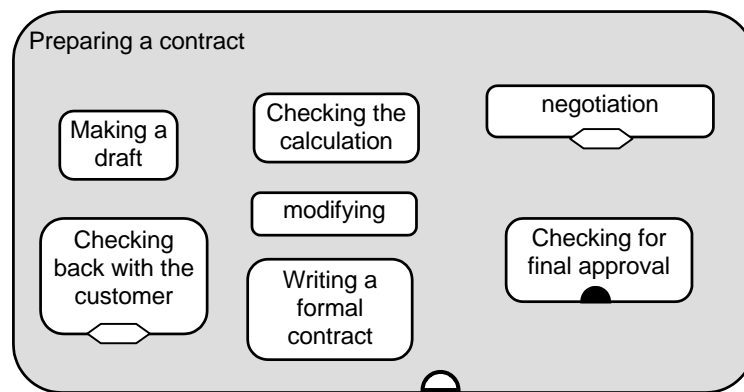 Preparing a contract
Making a
draft
Checking the
calculation
negotiation
modifying
Checking
back with the
customer
Writing a
formal
contract
Checking for
final approval